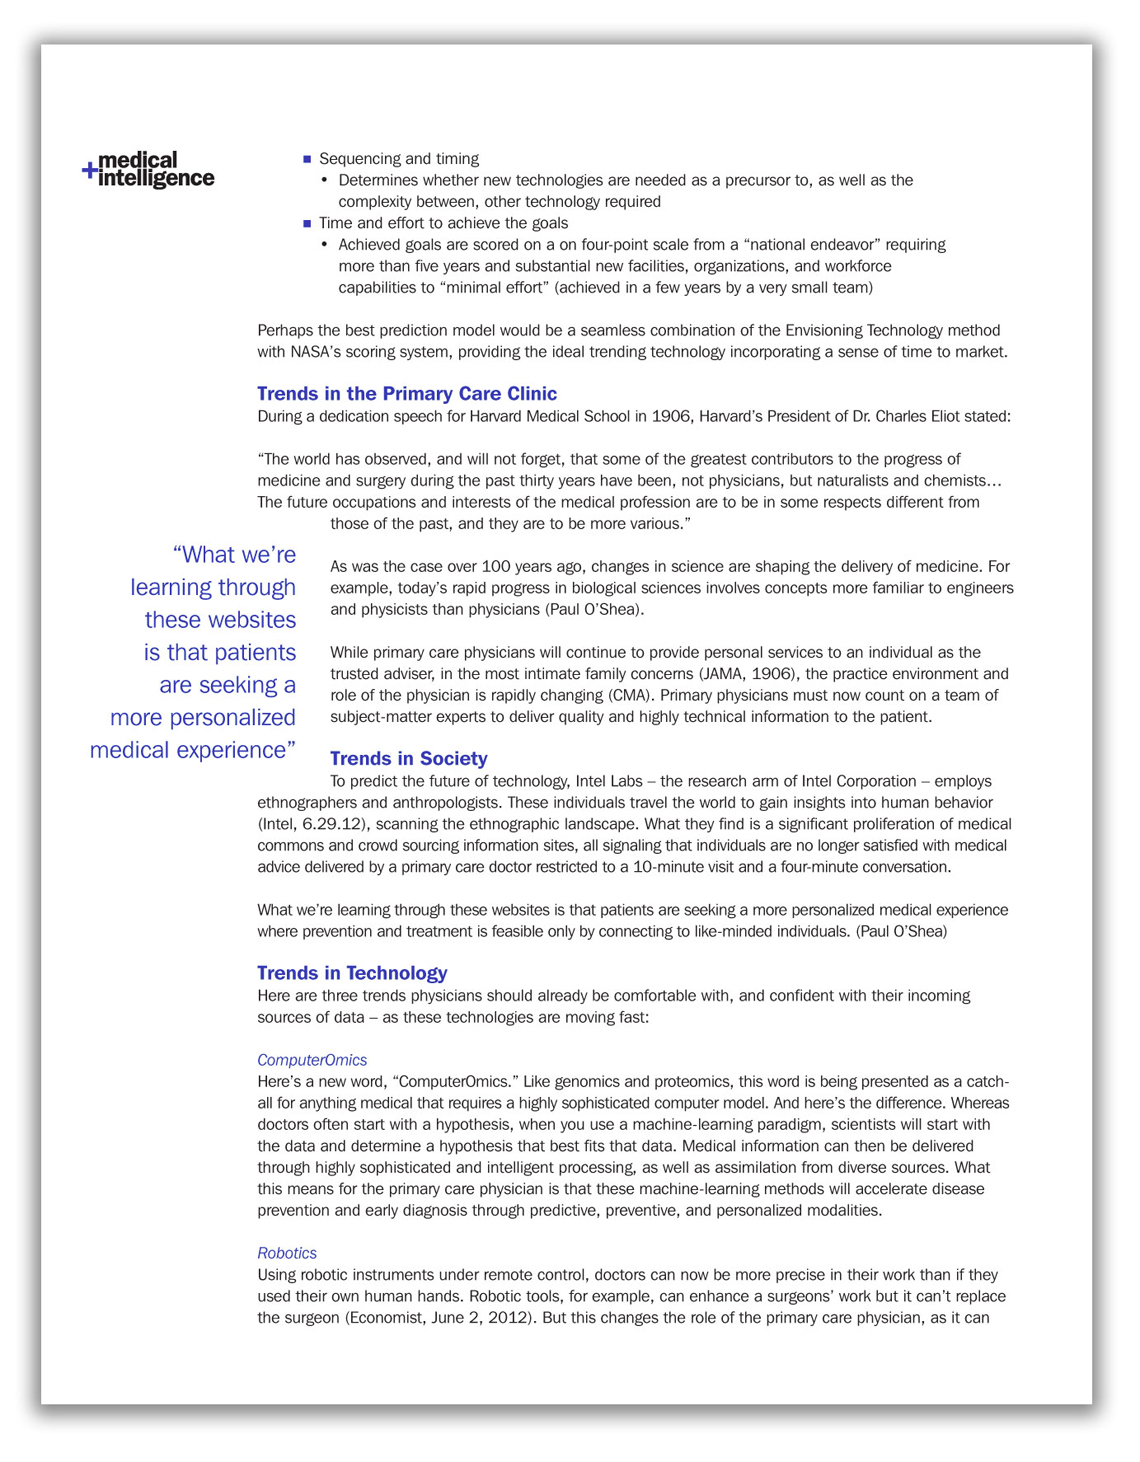 +medical
intelligence
■ Sequencing and timing
• Determines whether new technologies are needed as a precursor to, as well as the
complexity between, other technology required
■ Time and effort to achieve the goals
• Achieved goals are scored on a on four-point scale from a “national endeavor” requiring
more than five years and substantial new facilities, organizations, and workforce
capabilities to “minimal effort” (achieved in a few years by a very small team)
Perhaps the best prediction model would be a seamless combination of the Envisioning Technology method
with NASA’s scoring system, providing the ideal trending technology incorporating a sense of time to market.
Trends in the Primary Care Clinic
During a dedication speech for Harvard Medical School in 1906, Harvard’s President of Dr. Charles Eliot stated:
“The world has observed, and will not forget, that some of the greatest contributors to the progress of
medicine and surgery during the past thirty years have been, not physicians, but naturalists and chemists…
The future occupations and interests of the medical profession are to be in some respects different from
those of the past, and they are to be more various.”
“What we’re
learning through
these websites
is that patients
are seeking a
more personalized
medical experience”
As was the case over 100 years ago, changes in science are shaping the delivery of medicine. For
example, today’s rapid progress in biological sciences involves concepts more familiar to engineers
and physicists than physicians (Paul O’Shea).
While primary care physicians will continue to provide personal services to an individual as the
trusted adviser, in the most intimate family concerns (JAMA, 1906), the practice environment and
role of the physician is rapidly changing (CMA). Primary physicians must now count on a team of
subject-matter experts to deliver quality and highly technical information to the patient.
Trends in Society
To predict the future of technology, Intel Labs – the research arm of Intel Corporation – employs
ethnographers and anthropologists. These individuals travel the world to gain insights into human behavior
(Intel, 6.29.12), scanning the ethnographic landscape. What they find is a significant proliferation of medical
commons and crowd sourcing information sites, all signaling that individuals are no longer satisfied with medical
advice delivered by a primary care doctor restricted to a 10-minute visit and a four-minute conversation.
What we’re learning through these websites is that patients are seeking a more personalized medical experience
where prevention and treatment is feasible only by connecting to like-minded individuals. (Paul O’Shea)
Trends in Technology
Here are three trends physicians should already be comfortable with, and confident with their incoming
sources of data – as these technologies are moving fast:
ComputerOmics
Here’s a new word, “ComputerOmics.” Like genomics and proteomics, this word is being presented as a catch-
all for anything medical that requires a highly sophisticated computer model. And here’s the difference. Whereas
doctors often start with a hypothesis, when you use a machine-learning paradigm, scientists will start with
the data and determine a hypothesis that best fits that data. Medical information can then be delivered
through highly sophisticated and intelligent processing, as well as assimilation from diverse sources. What
this means for the primary care physician is that these machine-learning methods will accelerate disease
prevention and early diagnosis through predictive, preventive, and personalized modalities.
Robotics
Using robotic instruments under remote control, doctors can now be more precise in their work than if they
used their own human hands. Robotic tools, for example, can enhance a surgeons’ work but it can’t replace
the surgeon (Economist, June 2, 2012). But this changes the role of the primary care physician, as it can